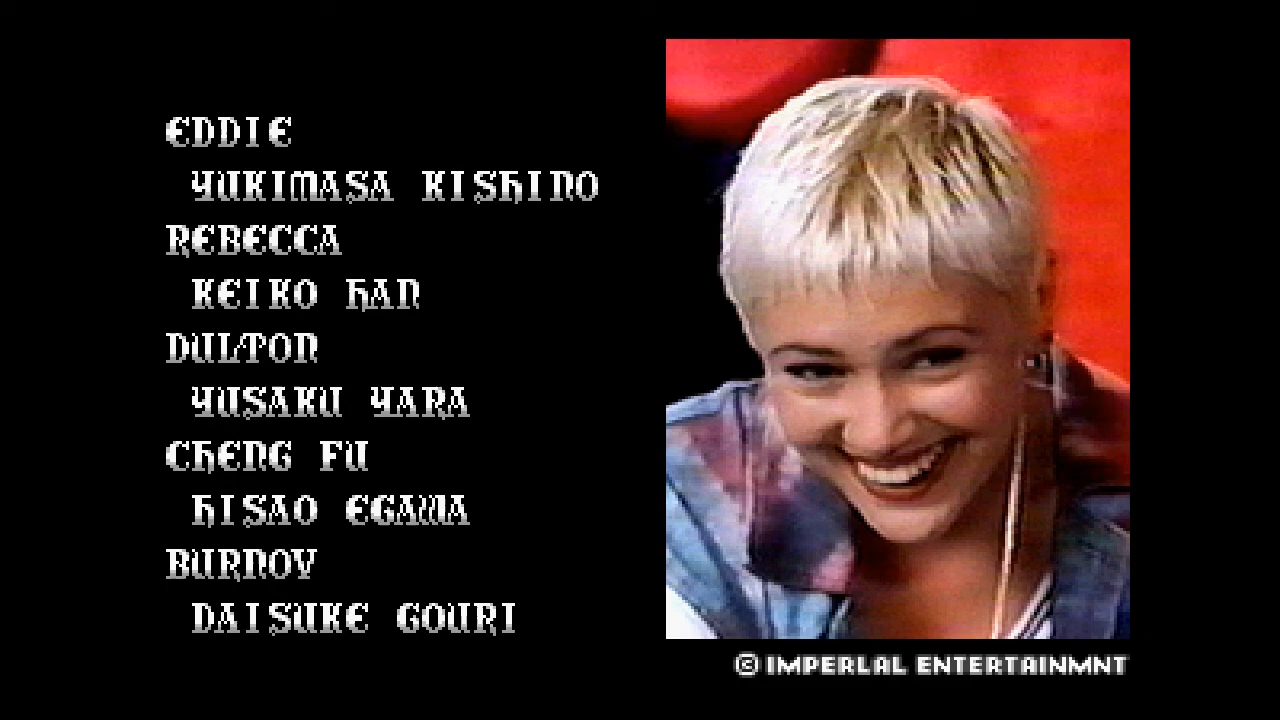 EDDIE
YUKIMASA KISHINO
REBECCA
KEIKO HAN
DULTON
YUSAKU YARA
CHENG FU
HISAO EGAWA
BURNOV
DAISUKE GOURI
© IMPERLAL ENTERTAINMNT